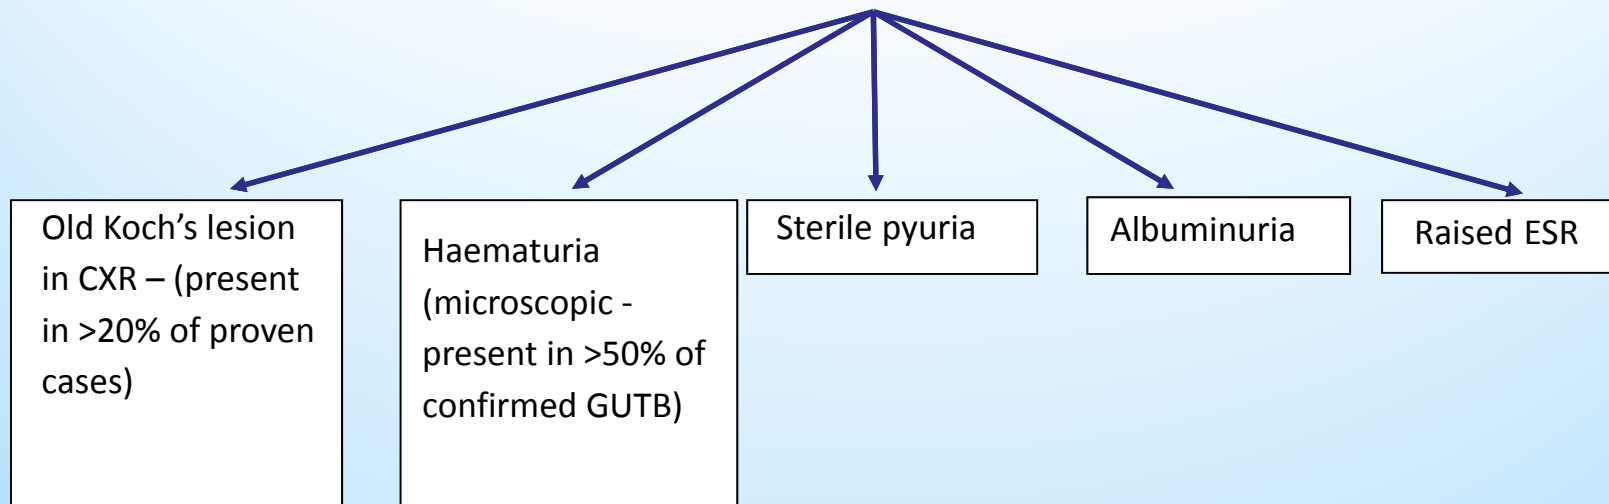 Old Koch’s lesion
in CXR – (present
in >20% of proven
cases)
Haematuria
(microscopic -
present in >50% of
confirmed GUTB)
Sterile pyuria
Albuminuria
Raised ESR